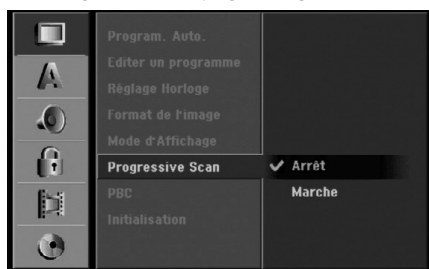 Program. Auto.
Editer un programme
Réglage Horloge
Format de l'image
Mode d'Affichage
Progressive Scan
✓ Arrêt
PBC
Marche
Initialisation